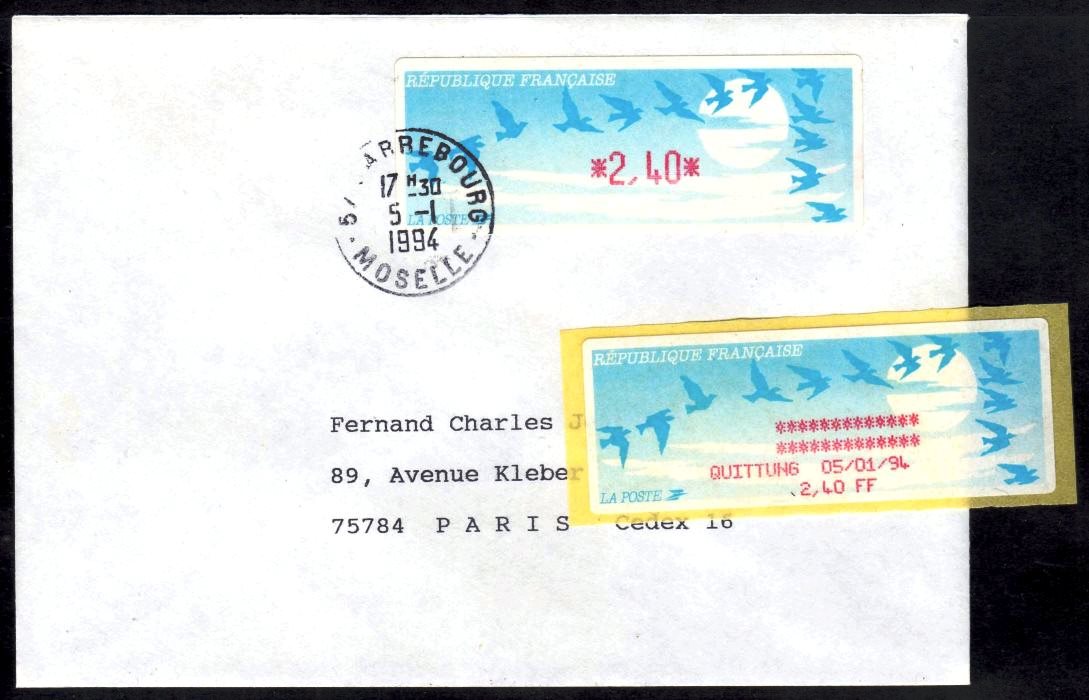 RÉPUBLIQUE FRANÇAISE
*2,40*
LA POSTE
ARREBOURG
17 H 30
5 -1
1994
MOSELLE
RÉPUBLIQUE FRANÇAISE
*************
*************
QUITTUNG 05/01/94
2,40 FF
LA POSTE
Fernand Charles
89, Avenue Kleber
75784 P A R I S Cedex 16